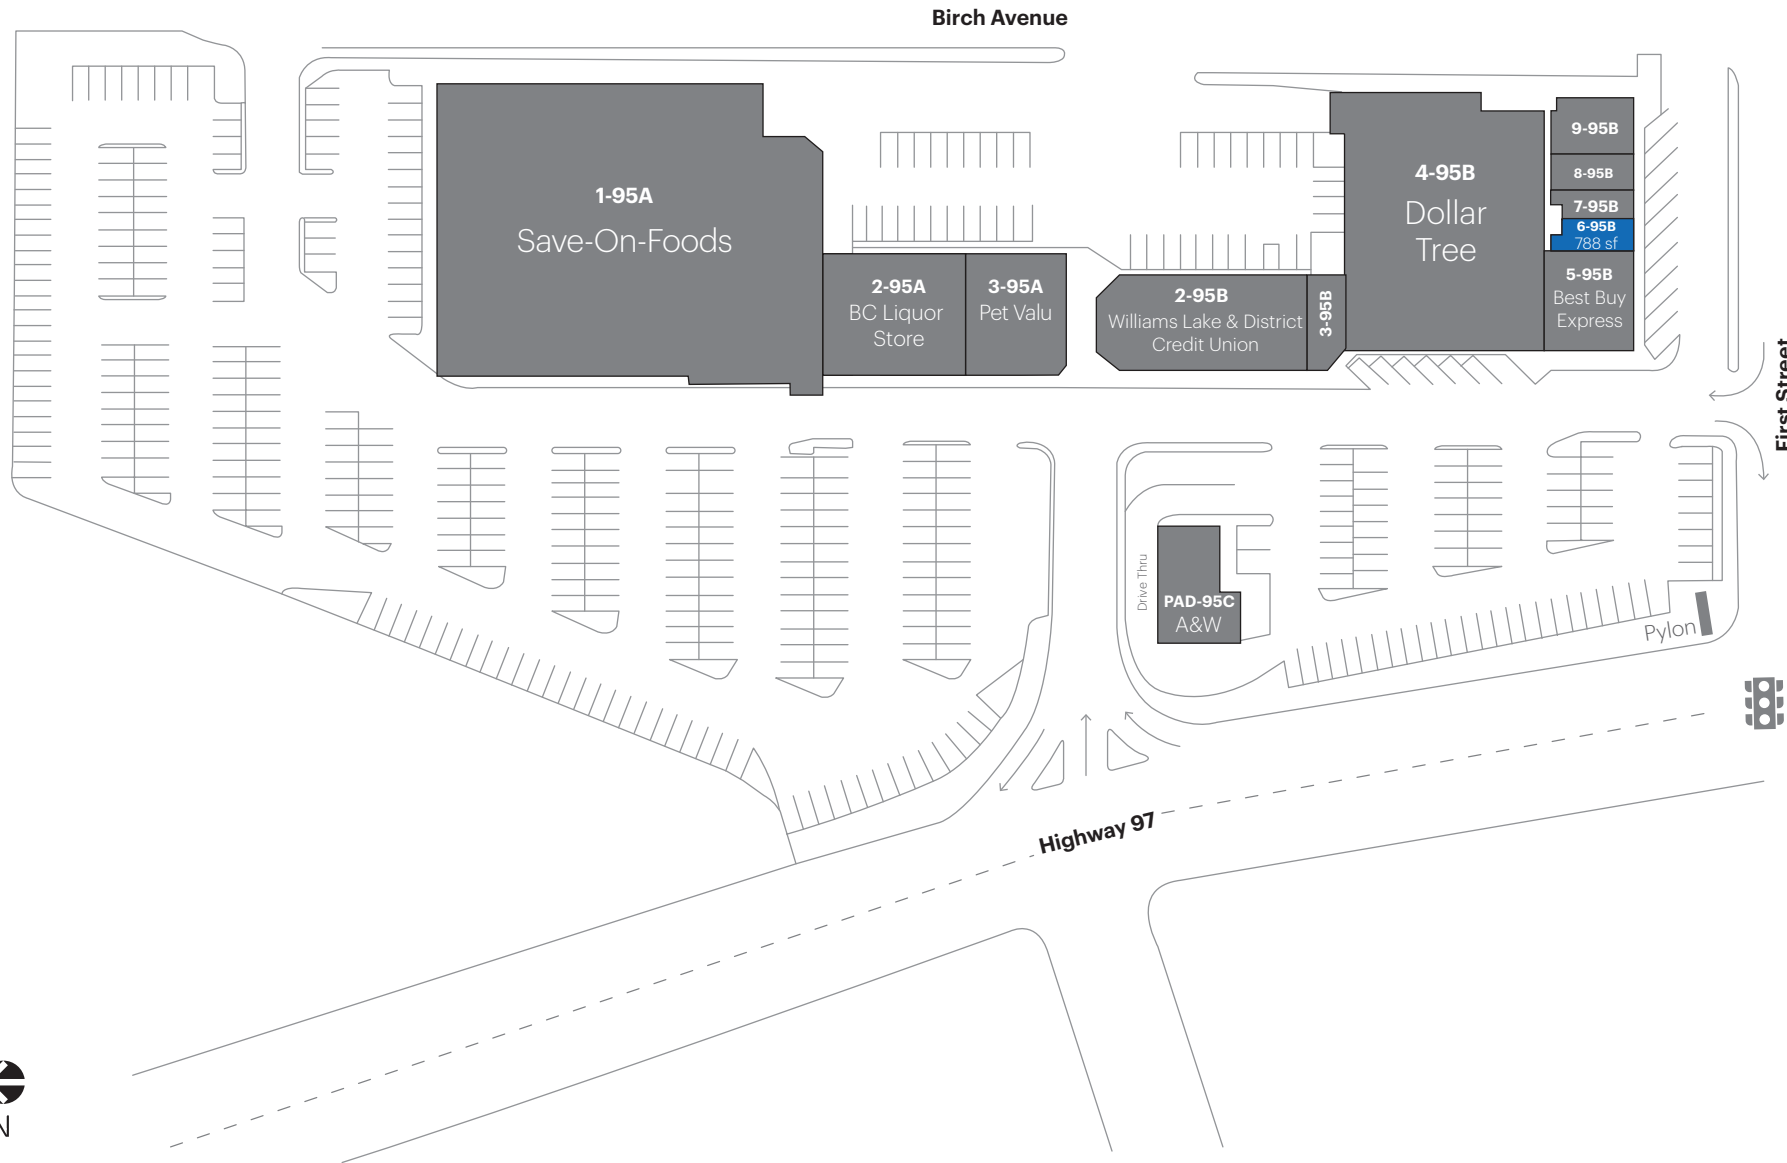 Birch Avenue
1-95A
Save-On-Foods
2-95A
BC Liquor
Store
3-95A
Pet Valu
2-95B
Williams Lake & District
Credit Union
3-95B
4-95B
Dollar
Tree
9-95B
8-95B
7-95B
6-95B
788 sf
5-95B
Best Buy
Express
First Street
Drive Thru
PAD-95C
A&W
Pylon
Highway 97
N